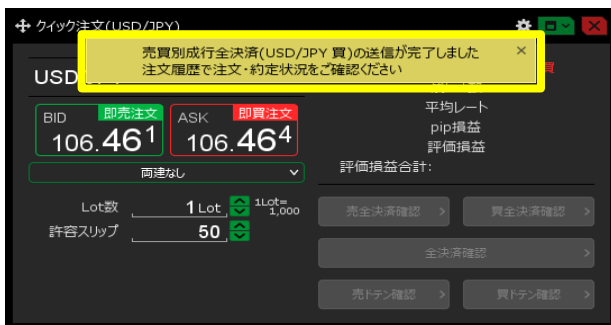 クイック注文(USD/JPY)
売買別成行全決済(USD/JPY 買)の送信が完了しました ×
注文履歴で注文・約定状況をご確認ください
USD
買
BID 即売注文 ASK 即買注文
106.461 106.464
平均レート
pip損益
評価損益
両建なし
評価損益合計:
Lot数 1 Lot 1Lot=
1,000
許容スリップ 50
売全決済確認 > 買全決済確認 >
全決済確認 >
売ドテン確認 > 買ドテン確認 >